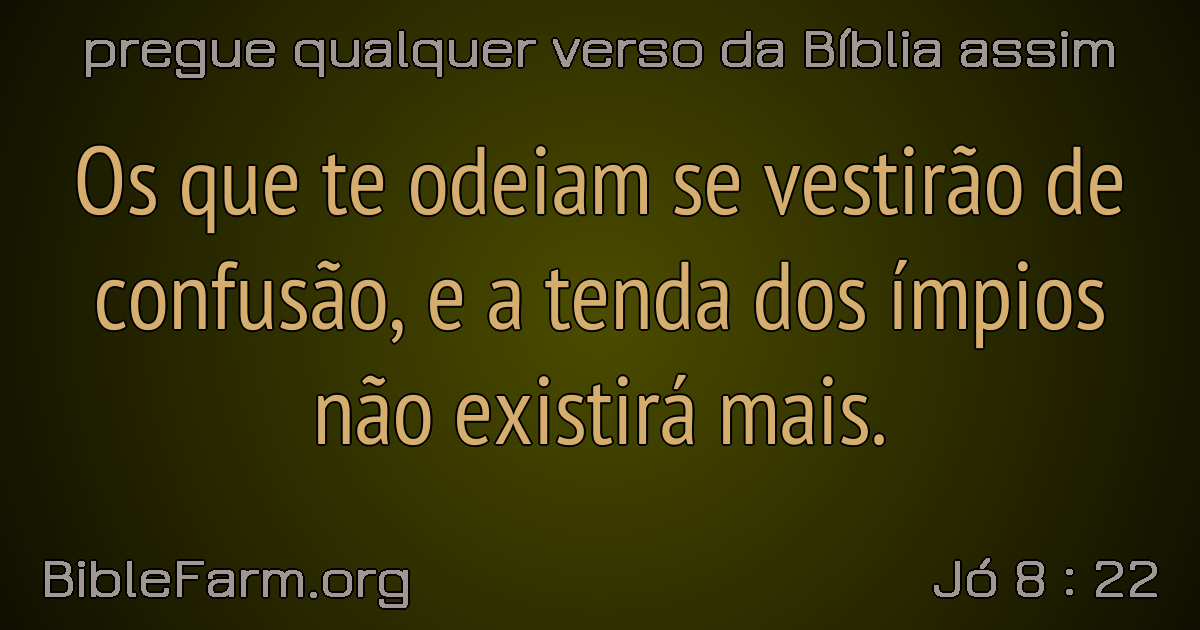 pregue qualquer verso da Bíblia assim
Os que te odeiam se vestirão de
confusão, e a tenda dos ímpios
não existirá mais.
BibleFarm.org
Jó 8 : 22